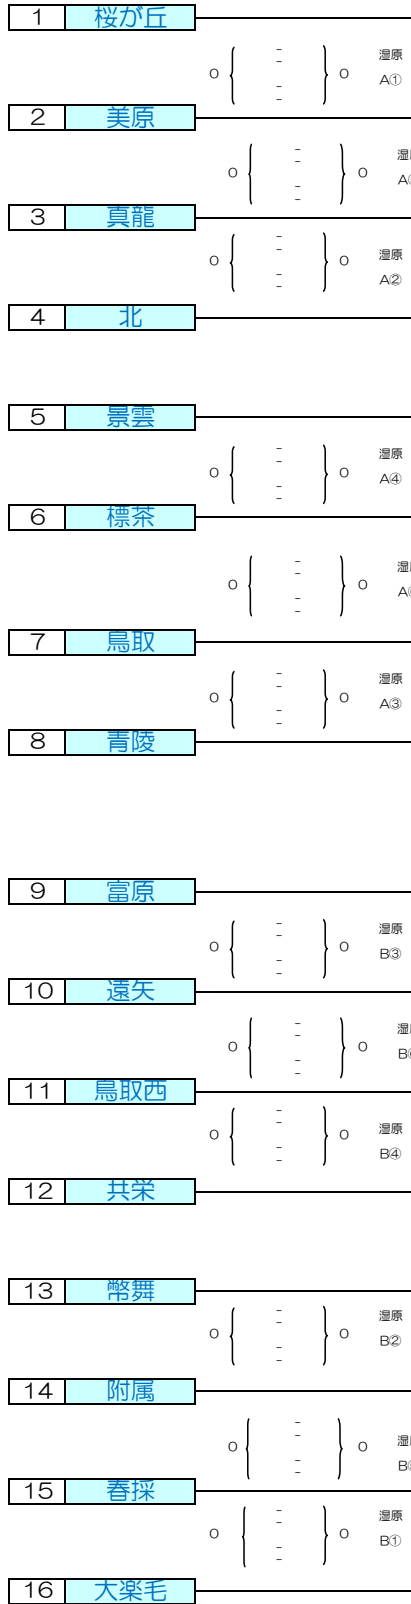 1 桜が丘
0 - - - - 0 湿原
A①
2 美原
0 - - - - 0
3 真龍
0 - - - - 0 湿原
A②
4 北
5 景雲
0 - - - - 0 湿原
A④
6 標茶
0 - - - - 0
7 鳥取
0 - - - - 0 湿原
A③
8 青陵
9 富原
0 - - - - 0 湿原
B③
10 遠矢
0 - - - - 0
11 鳥取西
0 - - - - 0 湿原
B④
12 共栄
13 幣舞
0 - - - - 0 湿原
B②
14 附属
0 - - - - 0
15 春採
0 - - - - 0 湿原
B①
16 大楽毛